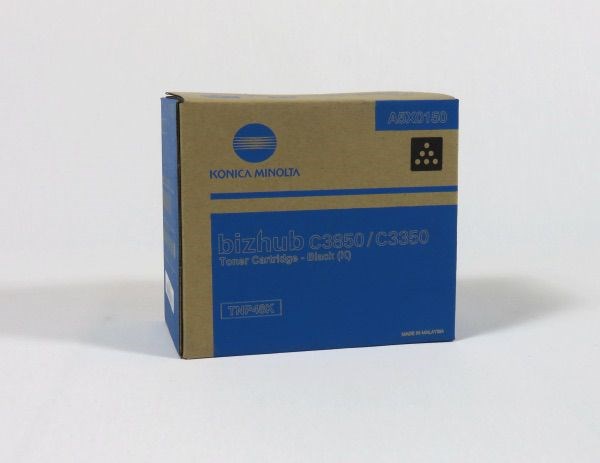 A5X0150
KONICA MINOLTA
bizhub C3850/C3350
Toner Cartridge - Black (K)
TNP48K
MADE IN MALAYSIA